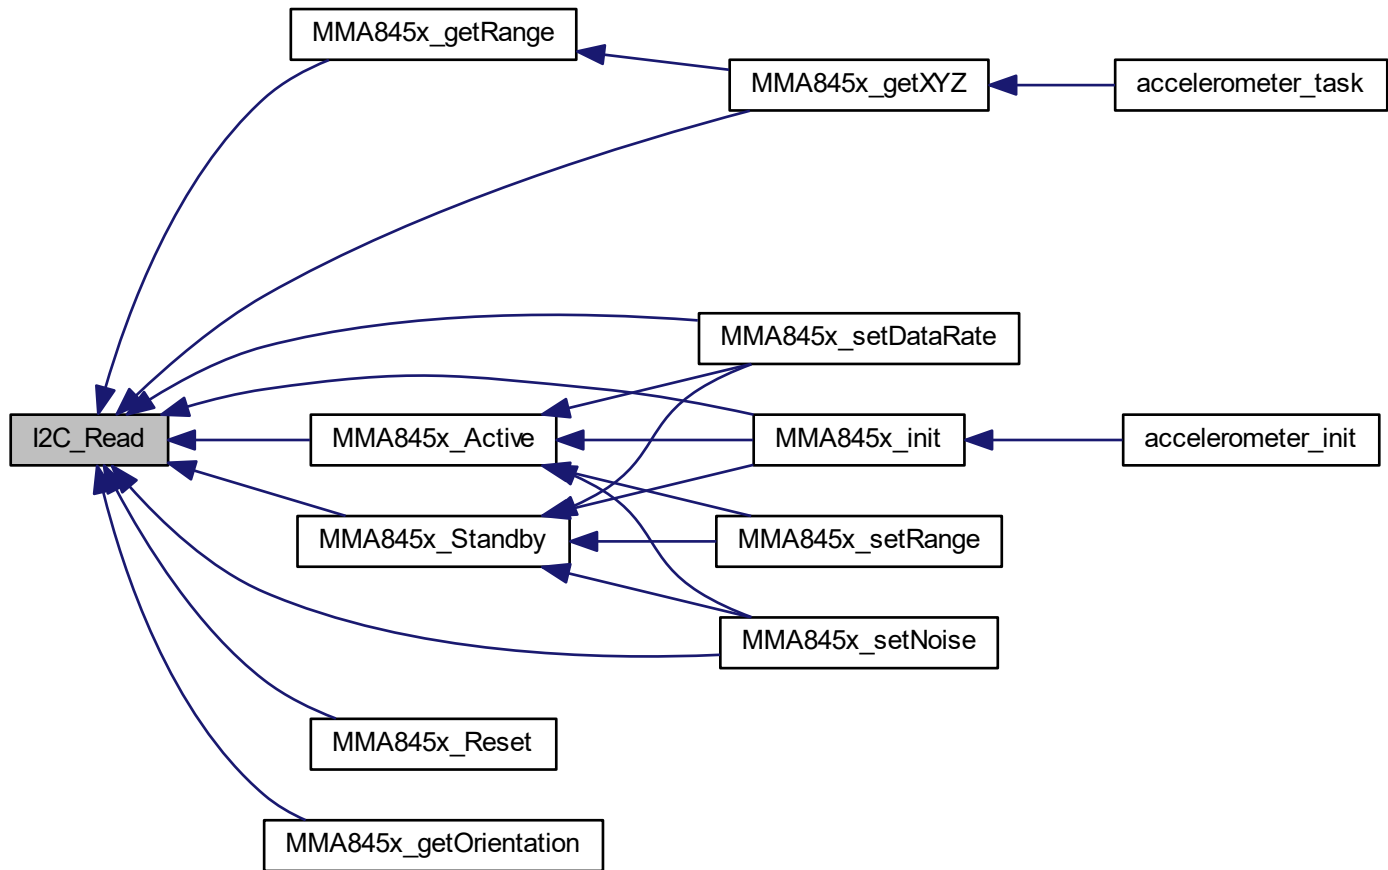 MMA845x_getRange
MMA845x_getXYZ
accelerometer_task
MMA845x_setDataRate
I2C_Read
MMA845x_Active
MMA845x_init
accelerometer_init
MMA845x_Standby
MMA845x_setRange
MMA845x_setNoise
MMA845x_Reset
MMA845x_getOrientation